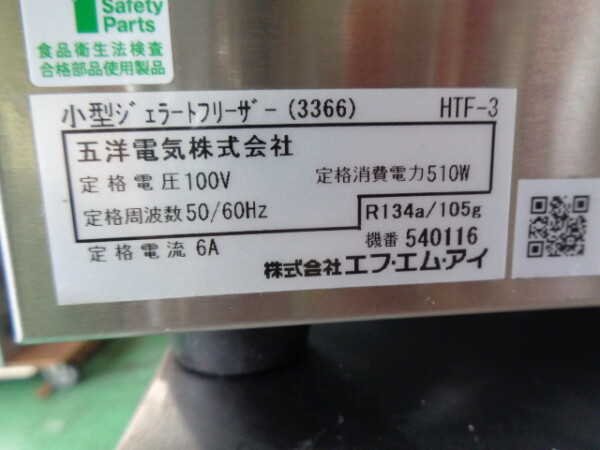 1 Safety
Parts
食品衛生法検査
合格部品使用製品
小型ジェラートフリーザー(3366) HTF-3
五洋電気株式会社
定格電圧100V 定格消費電力510W
定格周波数50/60Hz R134a/105g
定格電流 6A 機番 540116
株式会社エフ・エム・アイ